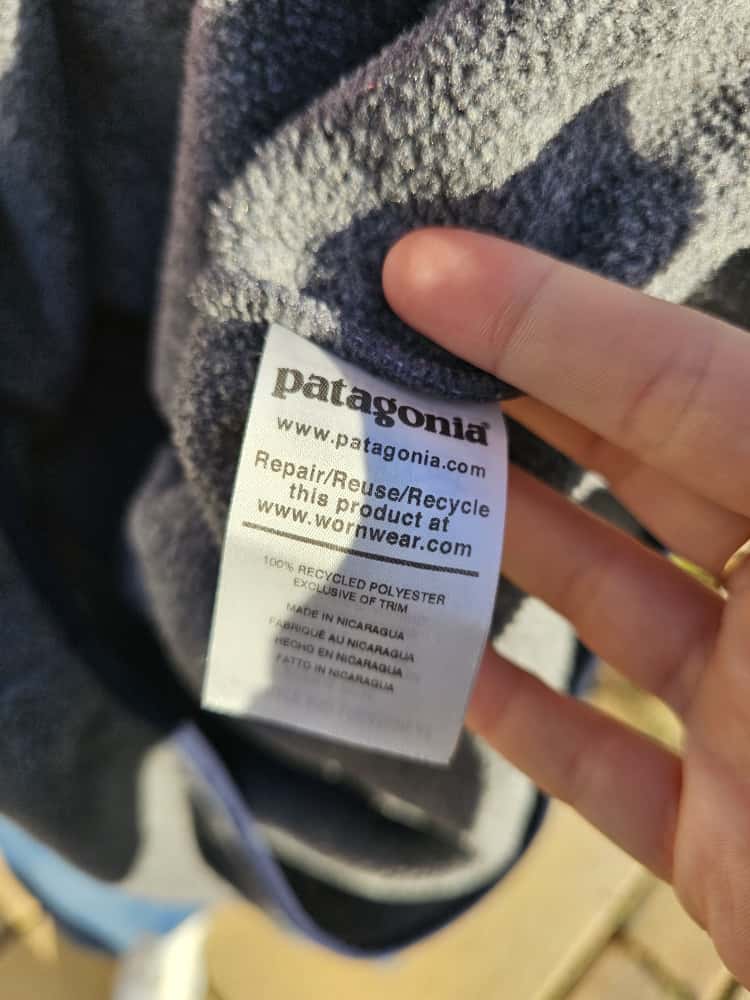 patagonia®
www.patagonia.com
Repair/Reuse/Recycle
this product at
www.wornwear.com
100% RECYCLED POLYESTER
EXCLUSIVE OF TRIM
MADE IN NICARAGUA
FABRIQUÉ AU NICARAGUA
HECHO EN NICARAGUA
FATTO IN NICARAGUA